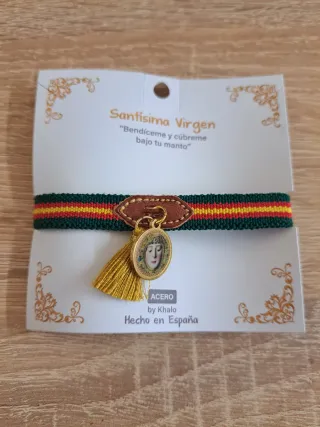 Santísima Virgen
"Bendíceme y cúbreme
bajo tu manto"
ACERO
by Khalo
Hecho en España